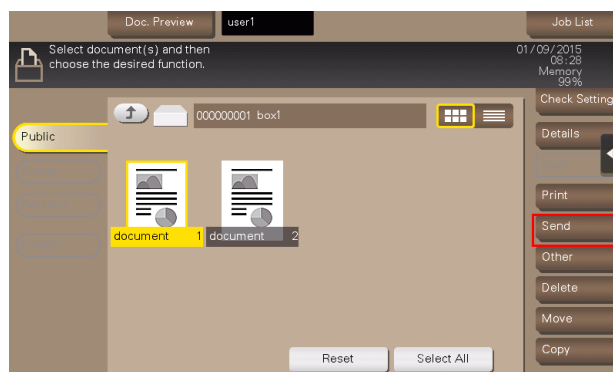 Doc. Preview
user1
Job List
Select document(s) and then
choose the desired function.
01/09/2015
08:28
Memory
99%
Check Setting
000000001 box1
Public
Details
Print
Send
document 1
document 2
Other
Delete
Move
Reset
Select All
Copy